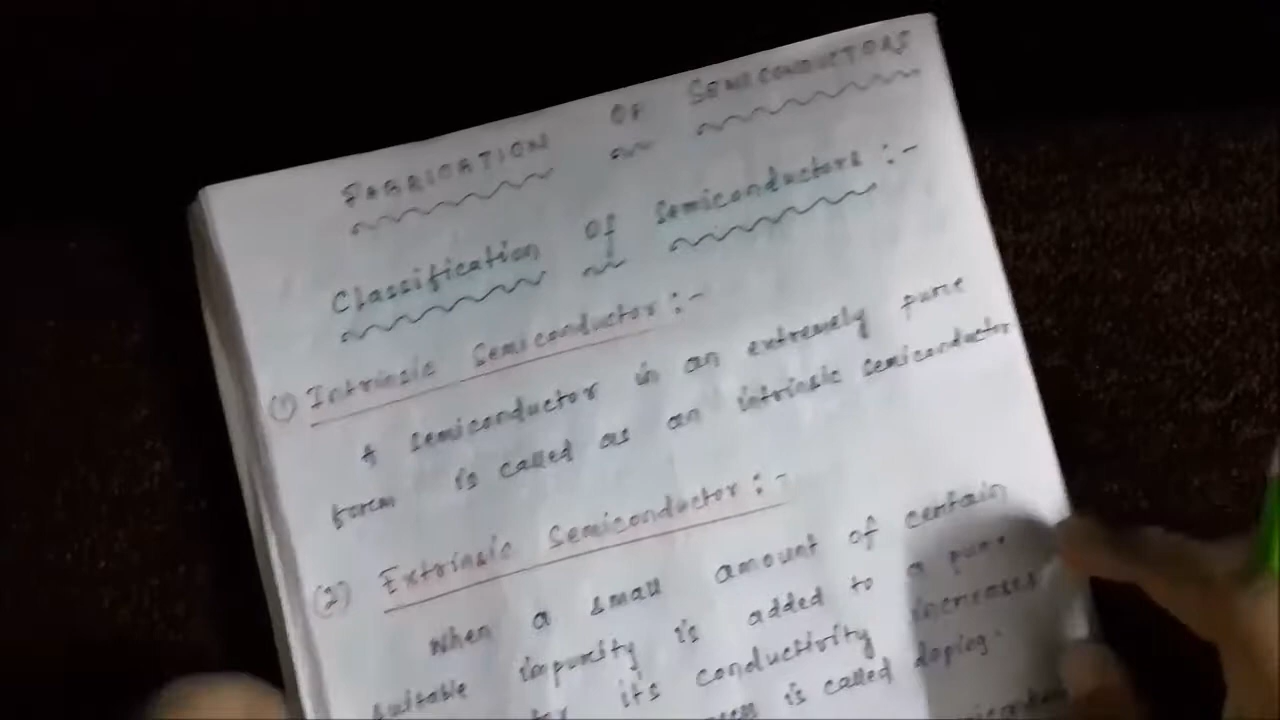 FABRICATION OF SEMICONDUCTORS
Classification Of Semiconductors :-
(1) Intrinsic Semiconductor :-
A semiconductor in an extremely pure
form is called as an intrinsic semiconductor
(2) Extrinsic Semiconductor :-
When a small amount of certain
suitable impurity is added to a pure
it's conductivity increases
is called doping.